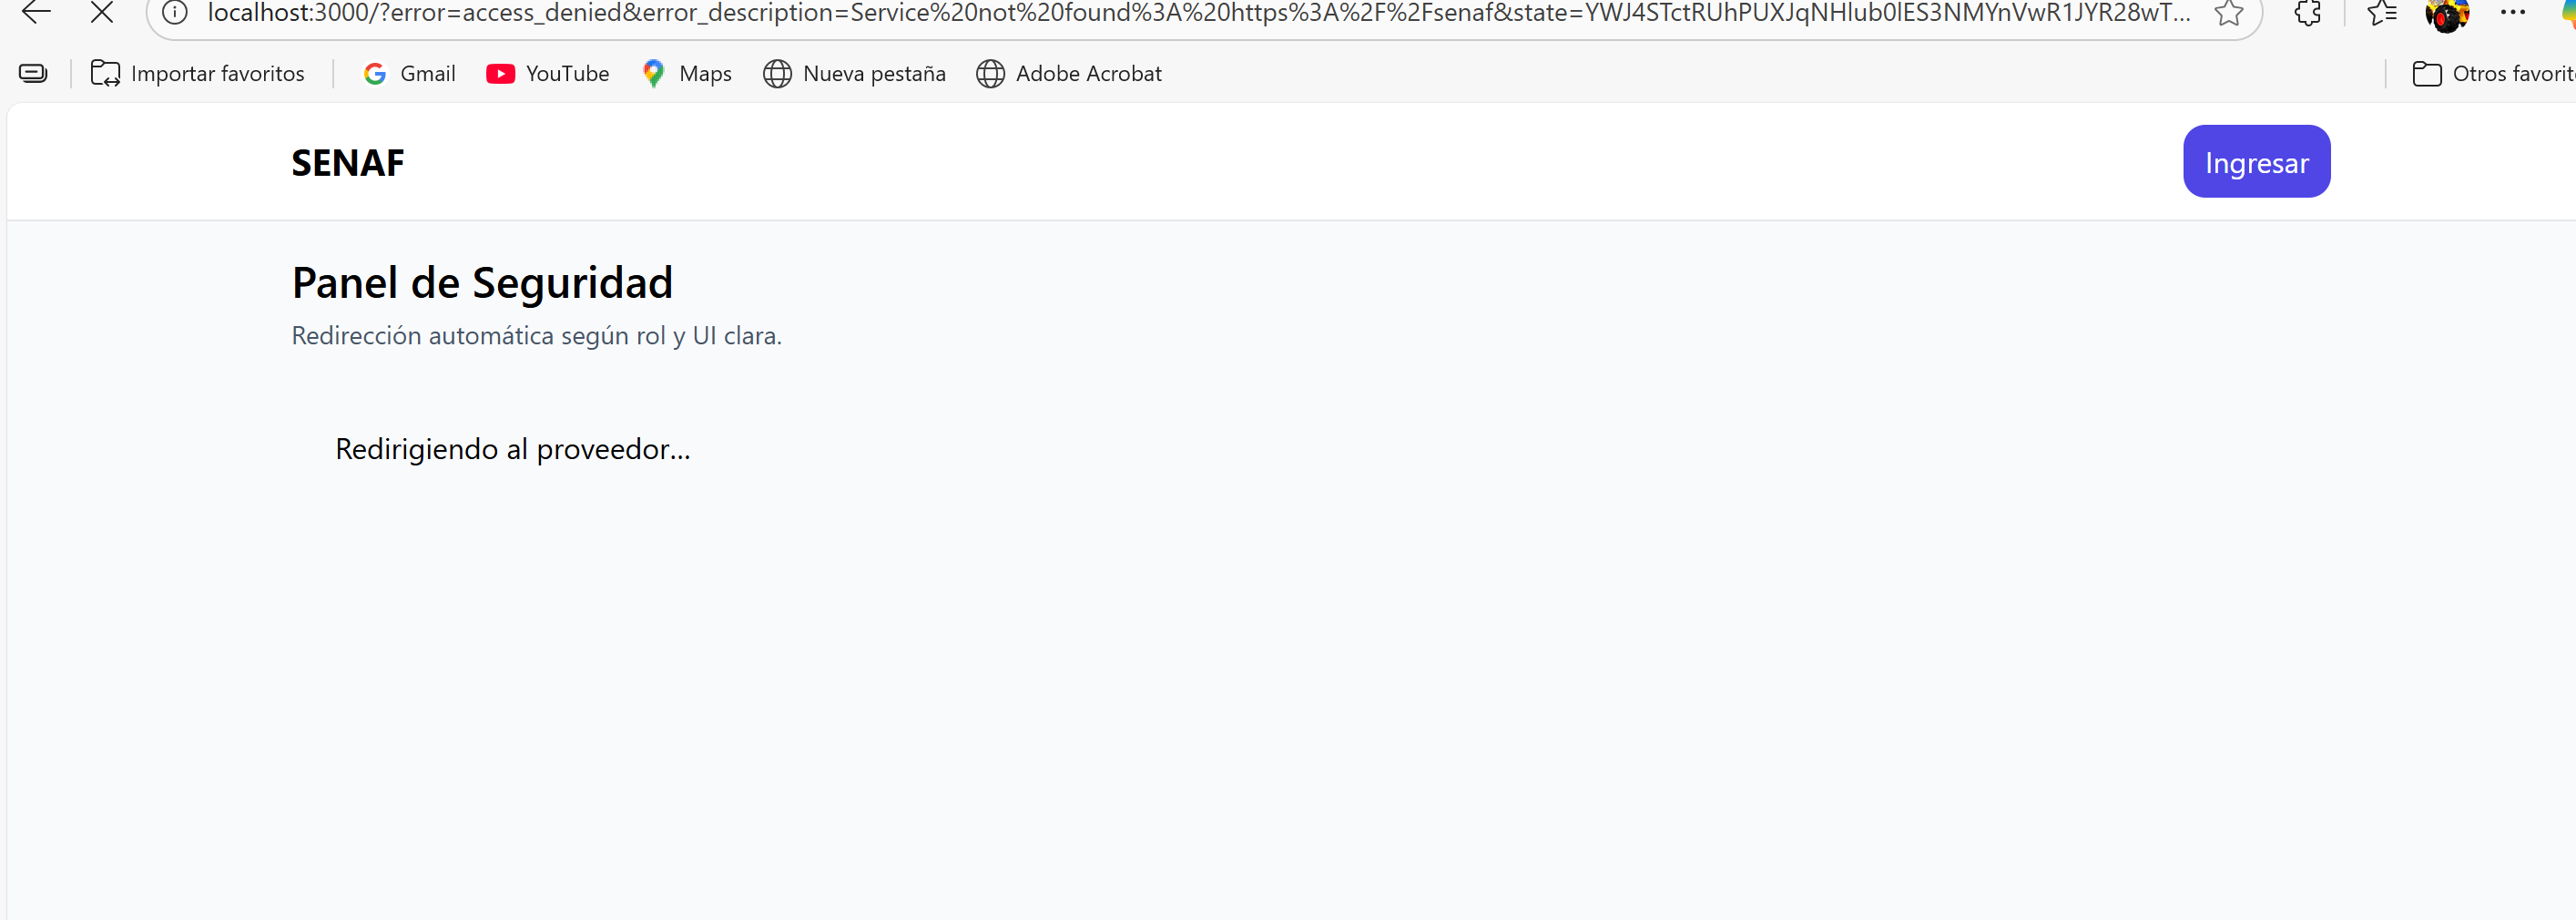 localhost:3000/?error=access_denied&error_description=Service%20not%20found%3A%20https%3A%2F%2Fsenaf&state=YWJ4STctRUhPUXJqNHlub0lES3NMYnVwR1JYR28wT...
Importar favoritos Gmail YouTube Maps Nueva pestaña Adobe Acrobat Otros favorit
SENAF Ingresar
Panel de Seguridad
Redirección automática según rol y UI clara.
Redirigiendo al proveedor...